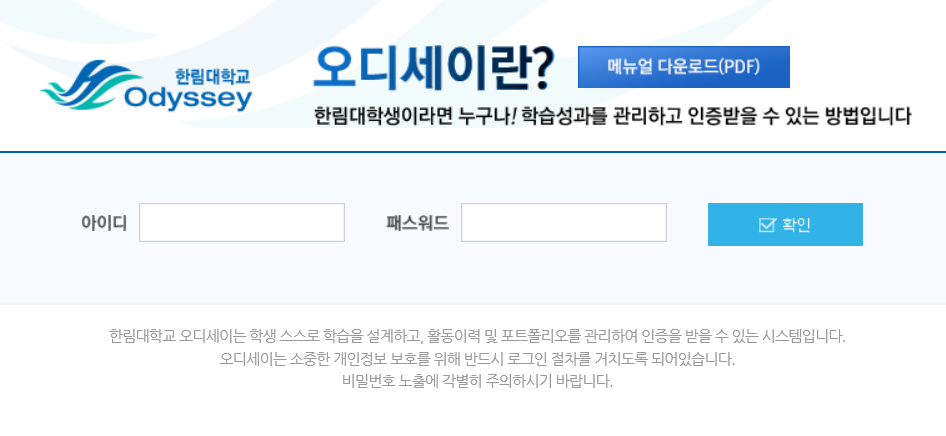 한림대학교
Odyssey
오디세이란?
메뉴얼 다운로드(PDF)
한림대학생이라면 누구나! 학습성과를 관리하고 인증받을 수 있는 방법입니다
아이디
패스워드
확인
한림대학교 오디세이는 학생 스스로 학습을 설계하고, 활동이력 및 포트폴리오를 관리하여 인증을 받을 수 있는 시스템입니다.
오디세이는 소중한 개인정보 보호를 위해 반드시 로그인 절차를 거치도록 되어있습니다.
비밀번호 노출에 각별히 주의하시기 바랍니다.